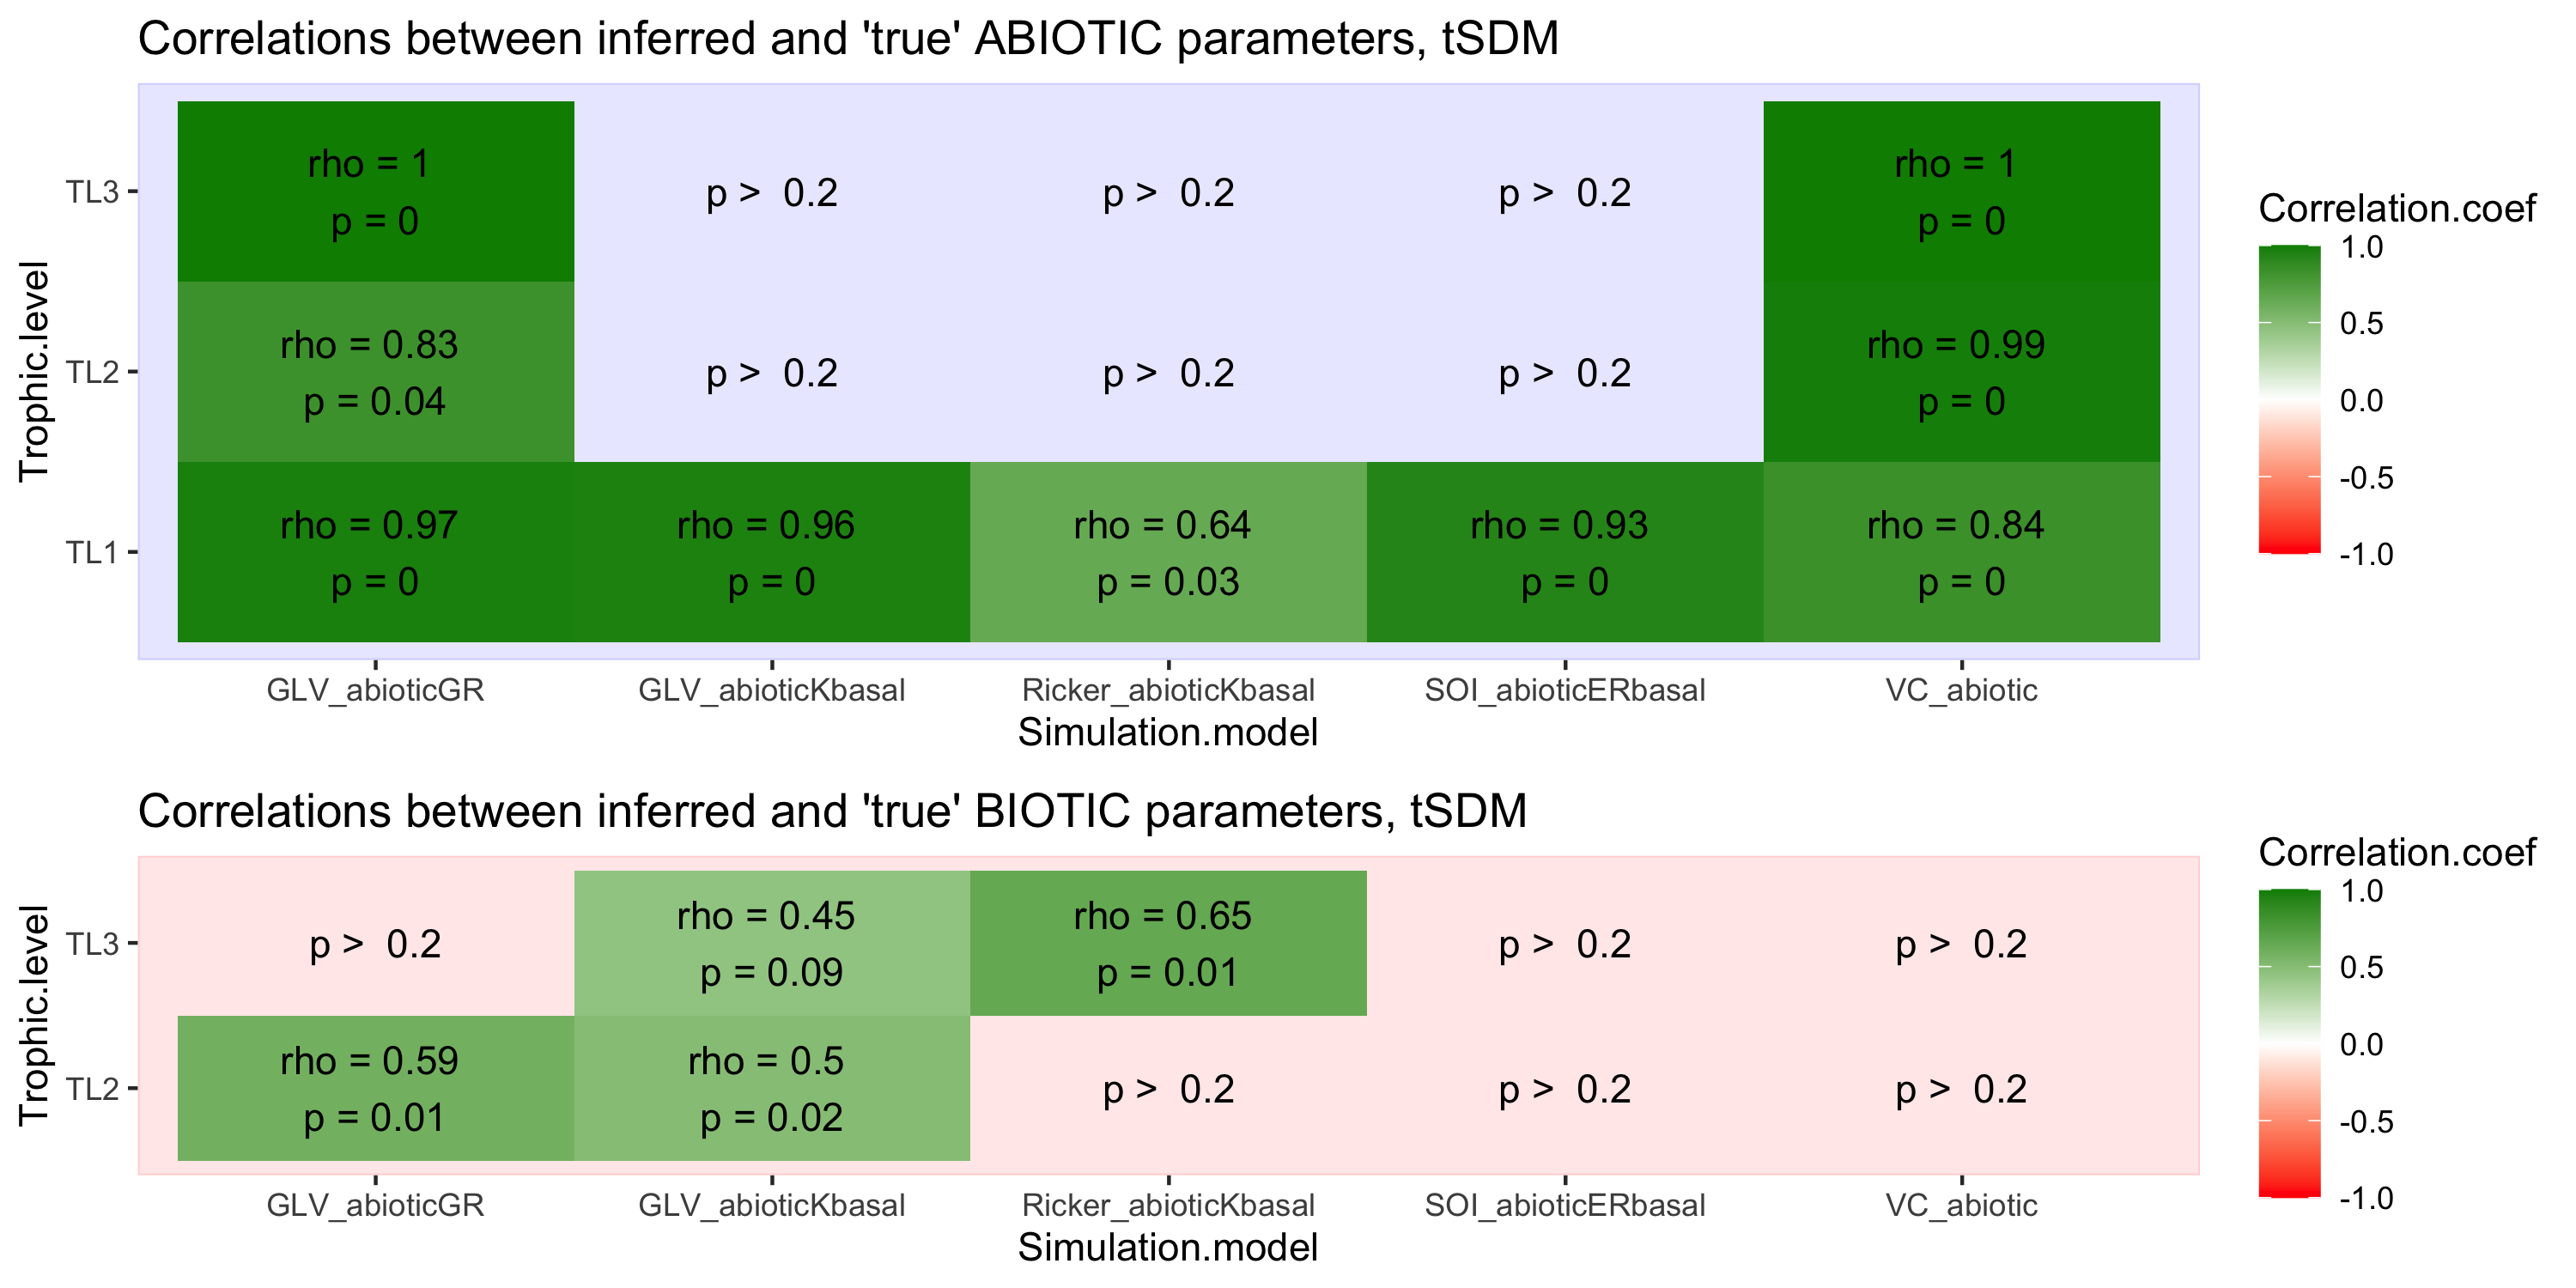 Correlations between inferred and 'true' ABIOTIC parameters, tSDM
Trophic.level
TL3
rho = 1
p = 0
p >  0.2
p >  0.2
p >  0.2
rho = 1
p = 0
TL2
rho = 0.83
p = 0.04
p >  0.2
p >  0.2
p >  0.2
rho = 0.99
p = 0
TL1
rho = 0.97
p = 0
rho = 0.96
p = 0
rho = 0.64
p = 0.03
rho = 0.93
p = 0
rho = 0.84
p = 0
GLV_abioticGR
GLV_abioticKbasal
Ricker_abioticKbasal
SOI_abioticERbasal
VC_abiotic
Simulation.model
Correlation.coef
1.0
0.5
0.0
-0.5
-1.0
Correlations between inferred and 'true' BIOTIC parameters, tSDM
Trophic.level
TL3
p >  0.2
rho = 0.45
p = 0.09
rho = 0.65
p = 0.01
p >  0.2
p >  0.2
TL2
rho = 0.59
p = 0.01
rho = 0.5
p = 0.02
p >  0.2
p >  0.2
p >  0.2
GLV_abioticGR
GLV_abioticKbasal
Ricker_abioticKbasal
SOI_abioticERbasal
VC_abiotic
Simulation.model
Correlation.coef
1.0
0.5
0.0
-0.5
-1.0